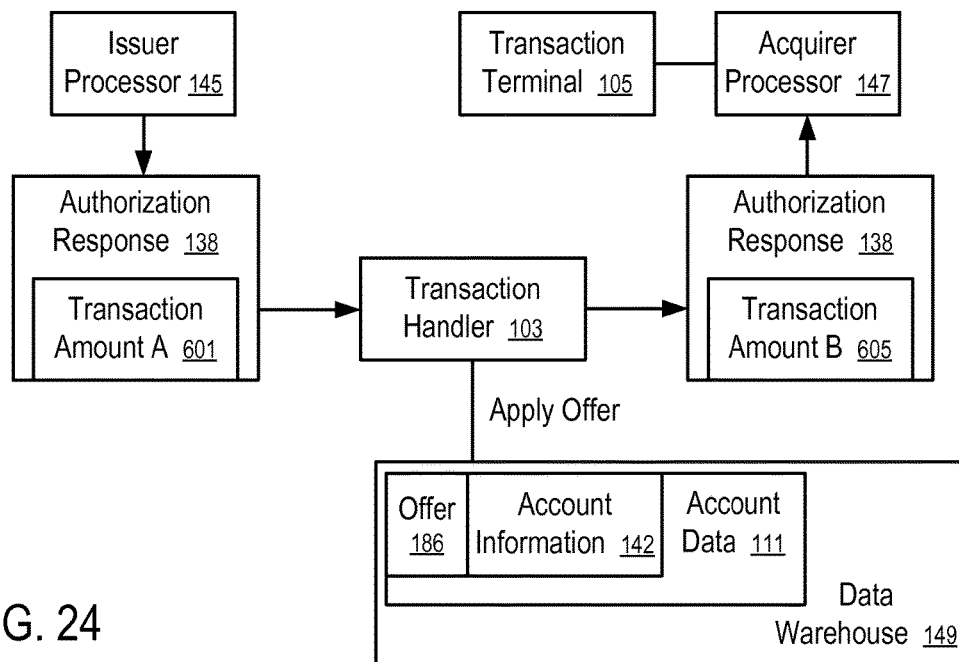 Issuer
Processor 145
Transaction
Terminal 105
Acquirer
Processor 147
Authorization
Response 138
Transaction
Amount A 601
Transaction
Handler 103
Authorization
Response 138
Transaction
Amount B 605
Apply Offer
Offer
186
Account
Information 142
Account
Data 111
Data
Warehouse 149
G. 24